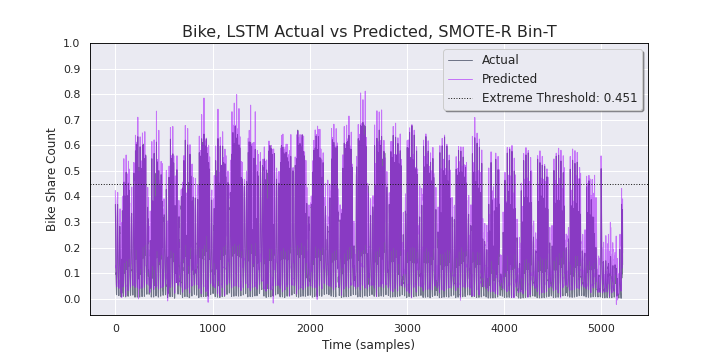 Bike, LSTM Actual vs Predicted, SMOTE-R Bin-T
1.0
0.9
0.8
0.7
0.6
0.5
0.4
0.3
0.2
0.1
0.0
Bike Share Count
Actual
Predicted
Extreme Threshold: 0.451
0 1000 2000 3000 4000 5000
Time (samples)